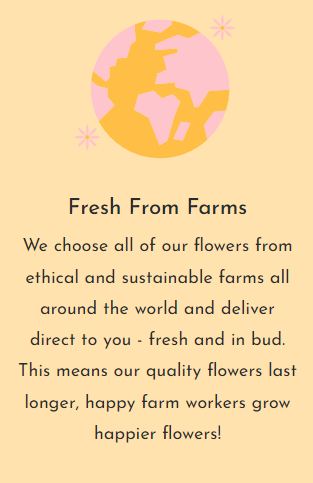 Fresh From Farms
We choose all of our flowers from
ethical and sustainable farms all
around the world and deliver
direct to you - fresh and in bud.
This means our quality flowers last
longer, happy farm workers grow
happier flowers!